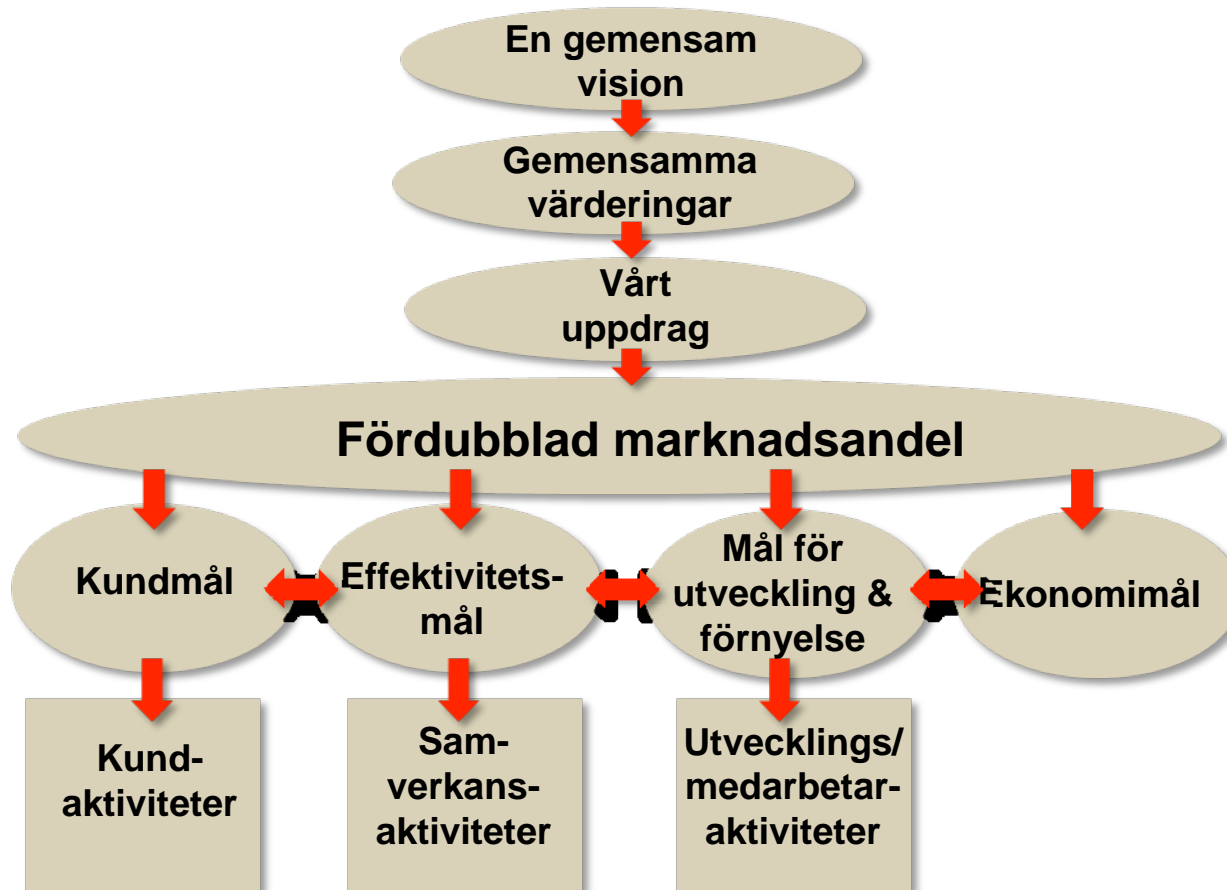 En gemensam
vision
Gemensamma
värderingar
Vårt
uppdrag
Fördubblad marknadsandel
Kundmål
Effektivitets-
mål
Mål för
utveckling &
förnyelse
Ekonomimål
Kund-
aktiviteter
Sam-
verkans-
aktiviteter
Utvecklings/
medarbetar-
aktiviteter